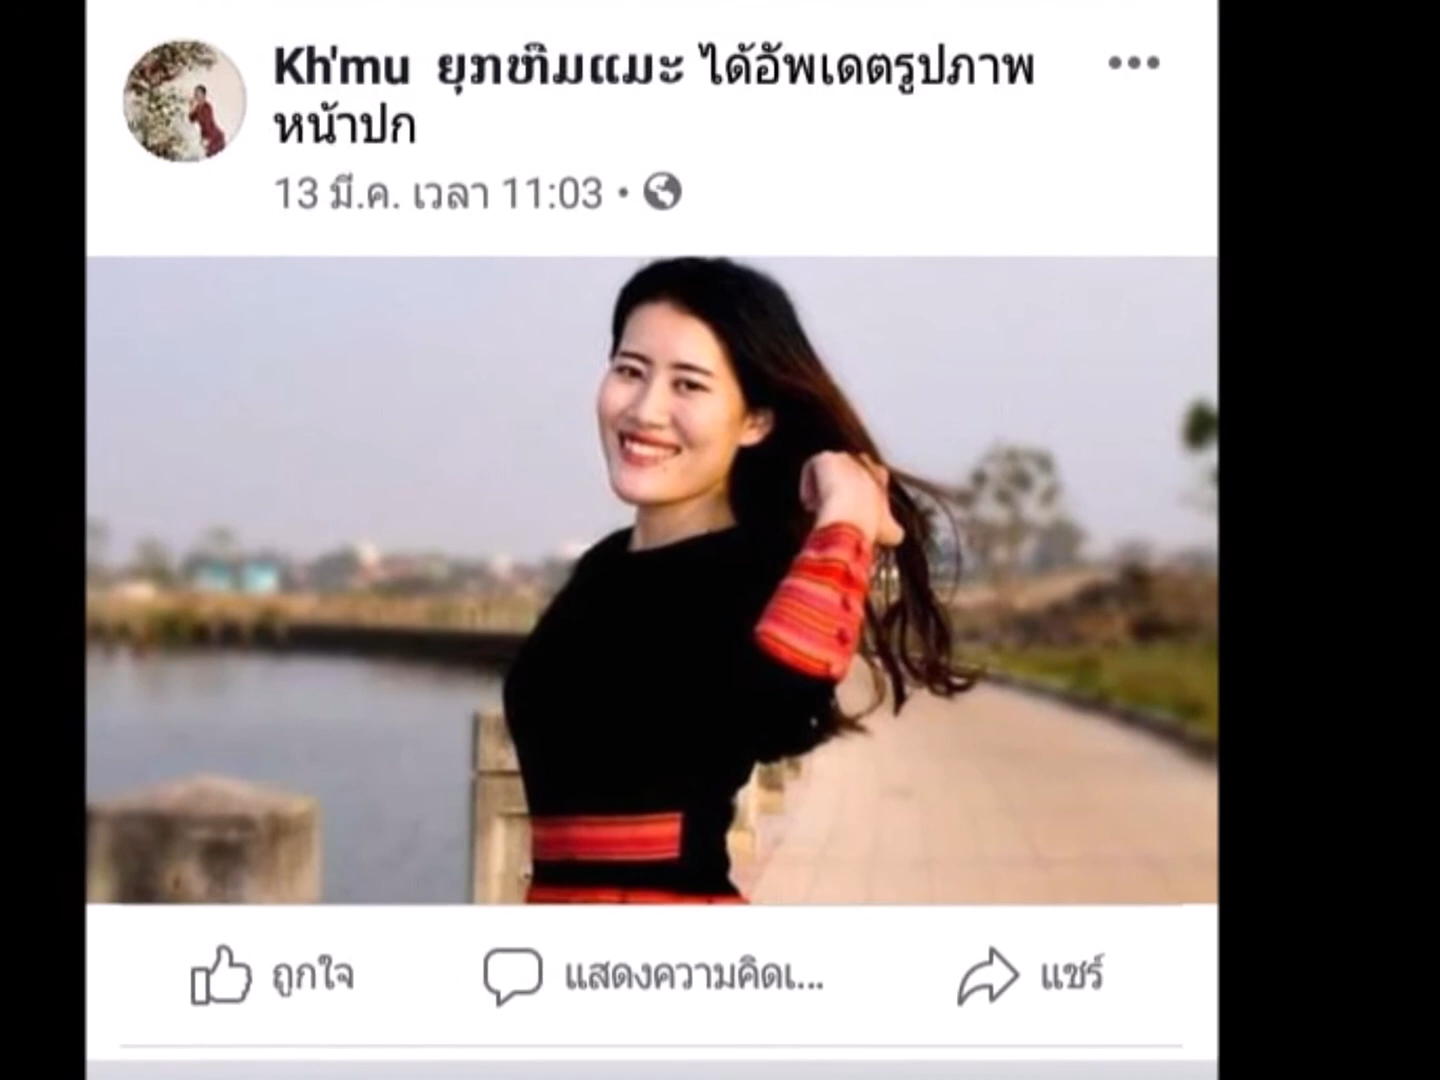 Kh'mu ຍຸກຫີມແມະ ได้อัพเดตรูปภาพ
หน้าปก
13 มี.ค. เวลา 11:03 •
ถูกใจ
แสดงความคิดเ...
แชร์